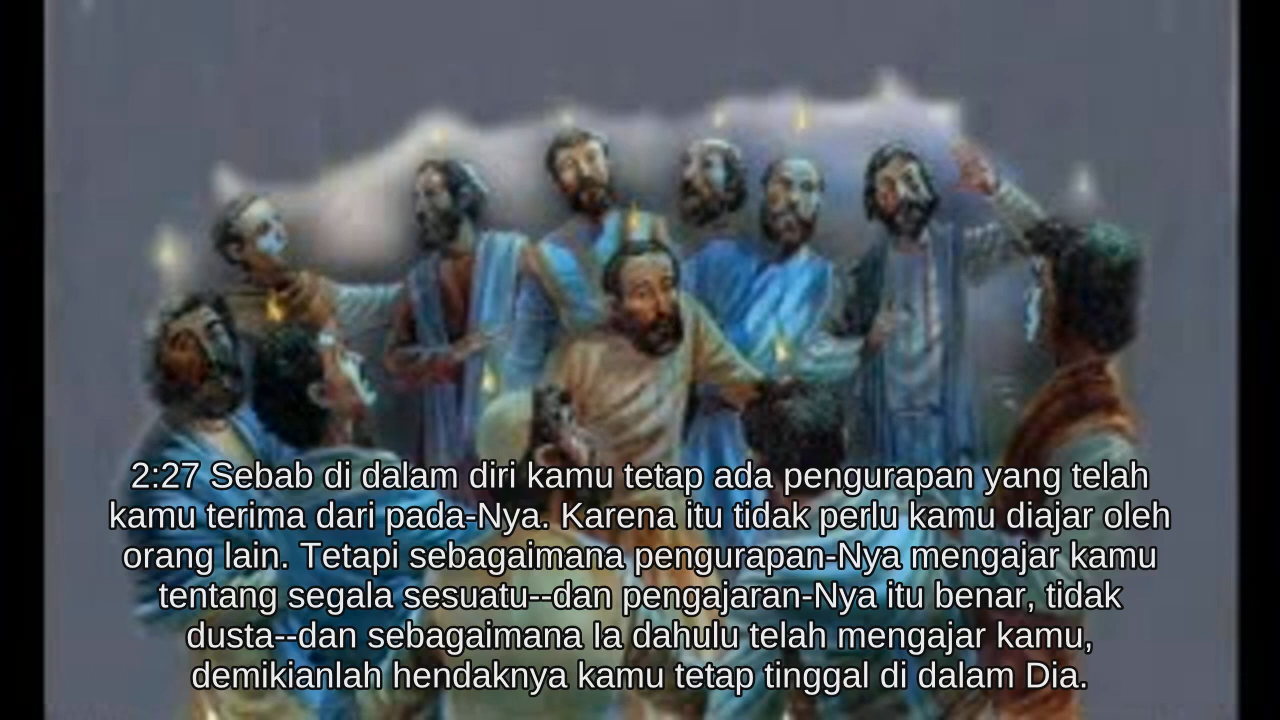 2:27 Sebab di dalam diri kamu tetap ada pengurapan yang telah
kamu terima dari pada-Nya. Karena itu tidak perlu kamu diajar oleh
orang lain. Tetapi sebagaimana pengurapan-Nya mengajar kamu
tentang segala sesuatu--dan pengajaran-Nya itu benar, tidak
dusta--dan sebagaimana Ia dahulu telah mengajar kamu,
demikianlah hendaknya kamu tetap tinggal di dalam Dia.